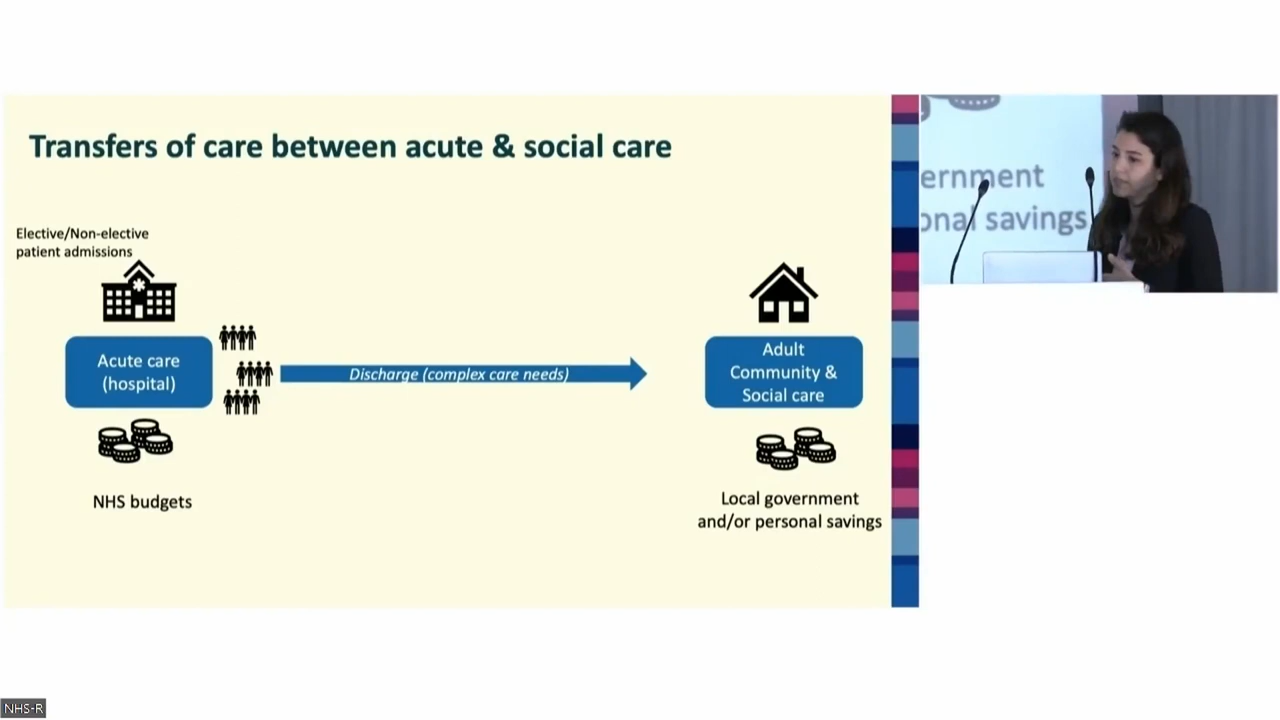 Transfers of care between acute & social care
Elective/Non-elective
patient admissions
Acute care
(hospital)
Discharge (complex care needs)
Adult
Community &
Social care
NHS budgets
Local government
and/or personal savings
ernment
onal savings
NHS-R